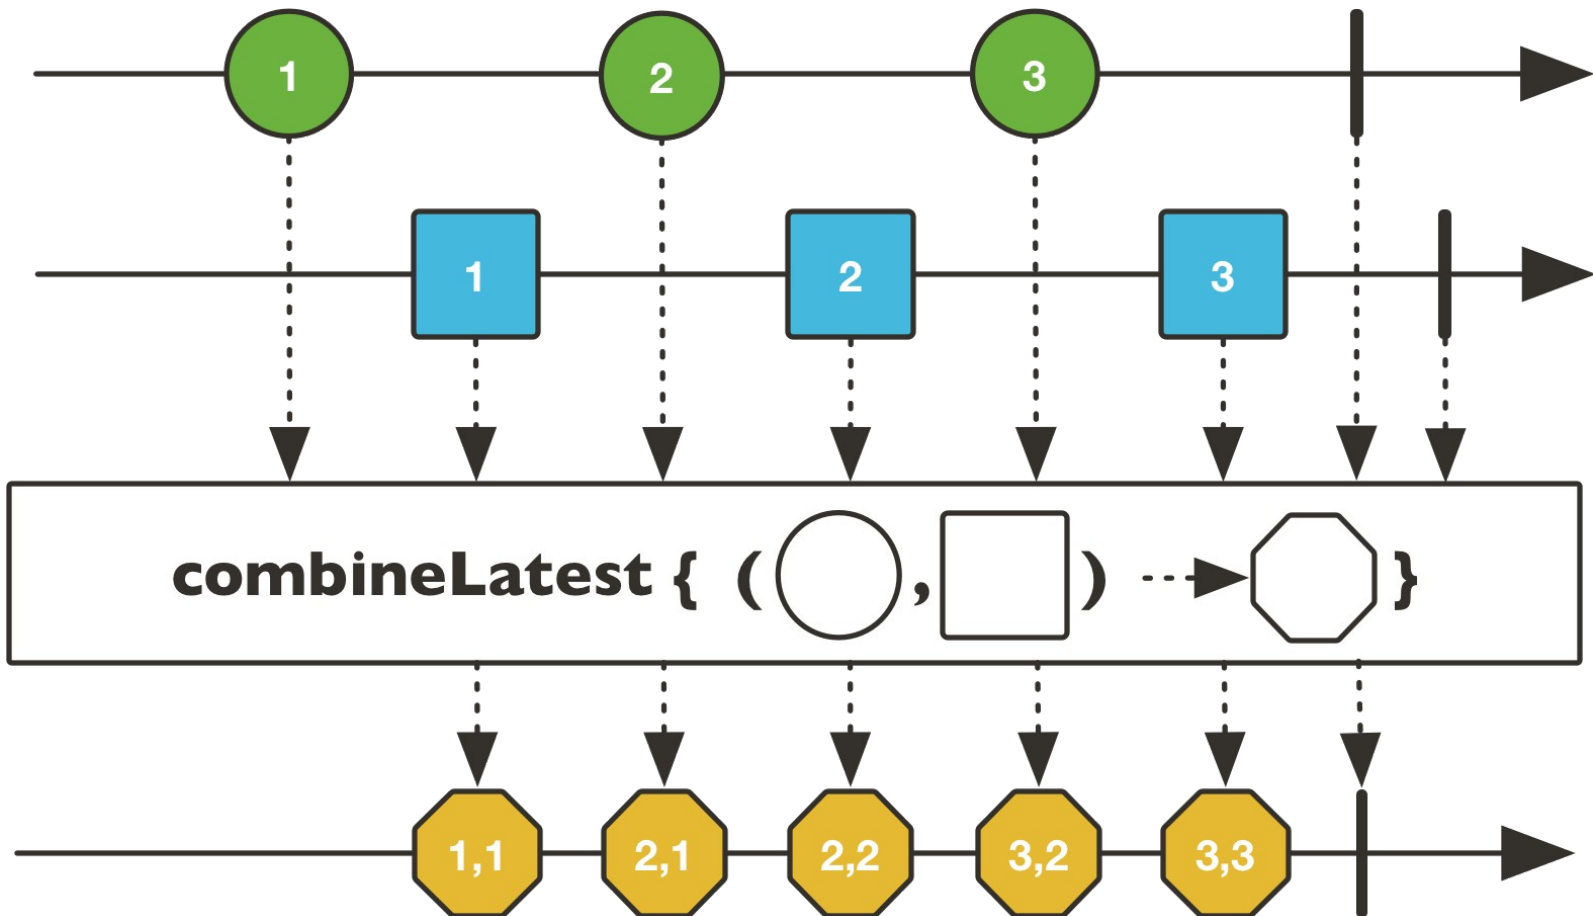 1 2 3
1 2 3
combineLatest { ( , ) }
1,1 2,1 2,2 3,2 3,3